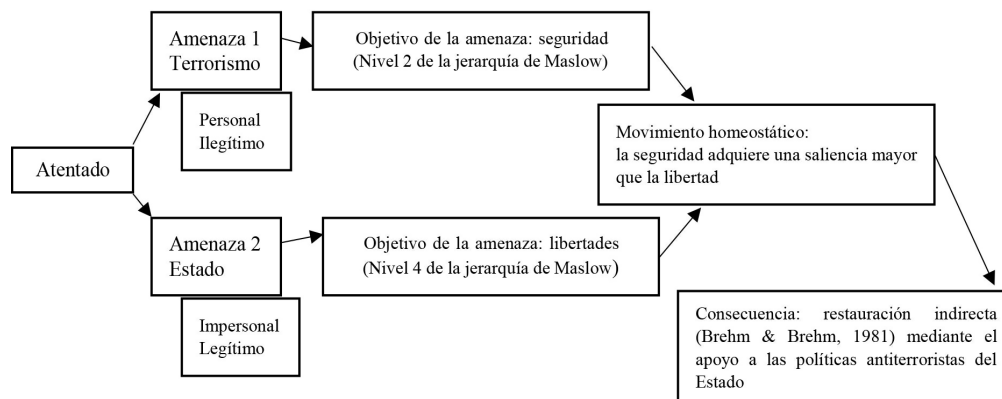 Atentado
Amenaza 1
Terrorismo
Personal
Ilegítimo
Objetivo de la amenaza: seguridad
(Nivel 2 de la jerarquía de Maslow)
Amenaza 2
Estado
Impersonal
Legítimo
Objetivo de la amenaza: libertades
(Nivel 4 de la jerarquía de Maslow)
Movimiento homeostático:
la seguridad adquiere una saliencia mayor
que la libertad
Consecuencia: restauración indirecta
(Brehm & Brehm, 1981) mediante el
apoyo a las políticas antiterroristas del
Estado